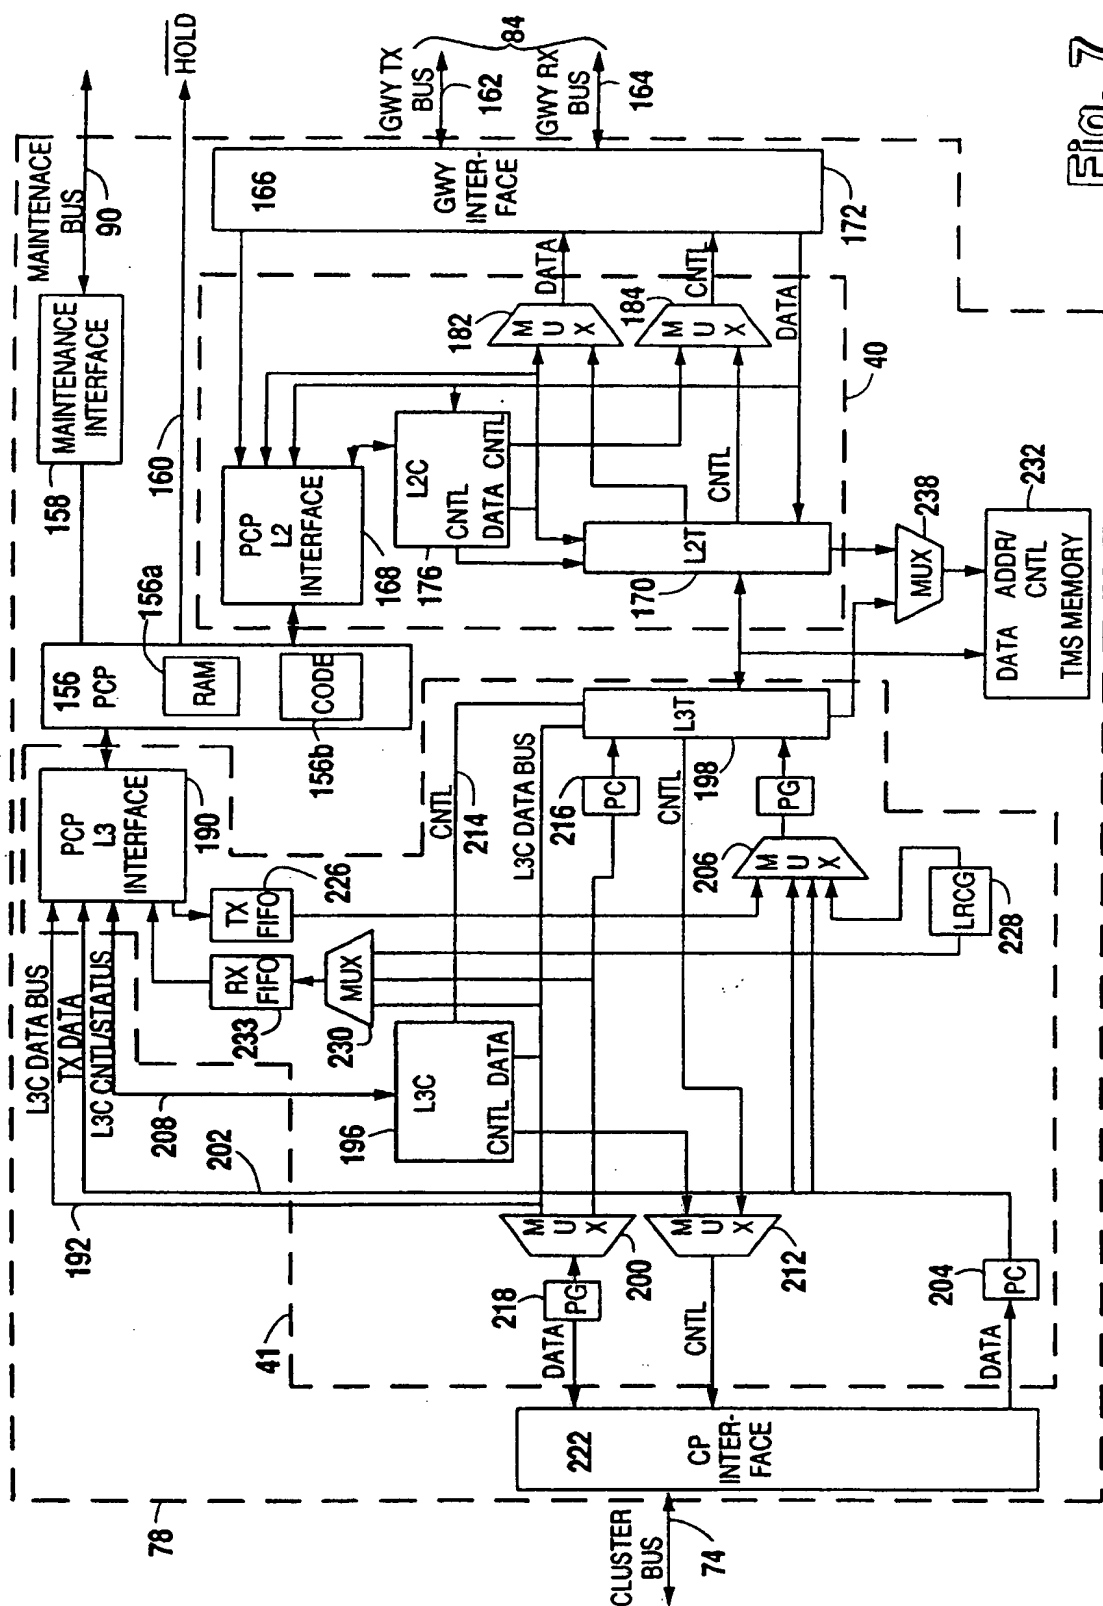 MAINTENACE
BUS
90
HOLD
GWY TX
BUS
162
84
GWY RX
BUS
164
Fig. 7
MAINTENANCE
INTERFACE
158
160
166
GWY
INTER-
FACE
172
156
PCP
156a
RAM
CODE
156b
PCP
L2
INTERFACE
168
L2C
CNTL
DATA CNTL
176
182
MUX
DATA
184
MUX
CNTL
DATA
40
L2T
170
CNTL
238
MUX
232
DATA ADDR/
CNTL
TMS MEMORY
PCP
L3
INTERFACE
190
L3C DATA BUS
TX DATA
L3C CNTL/STATUS
TX
FIFO
226
RX
FIFO
233
MUX
230
CNTL
214
L3C DATA BUS
216
PC
L3T
198
CNTL
PG
206
MUX
LRCG
228
208
202
192
196
L3C
CNTL DATA
MUX
200
MUX
212
218
PG
DATA
CNTL
204
PC
DATA
41
222
CP
INTER-
FACE
78
CLUSTER
BUS
74